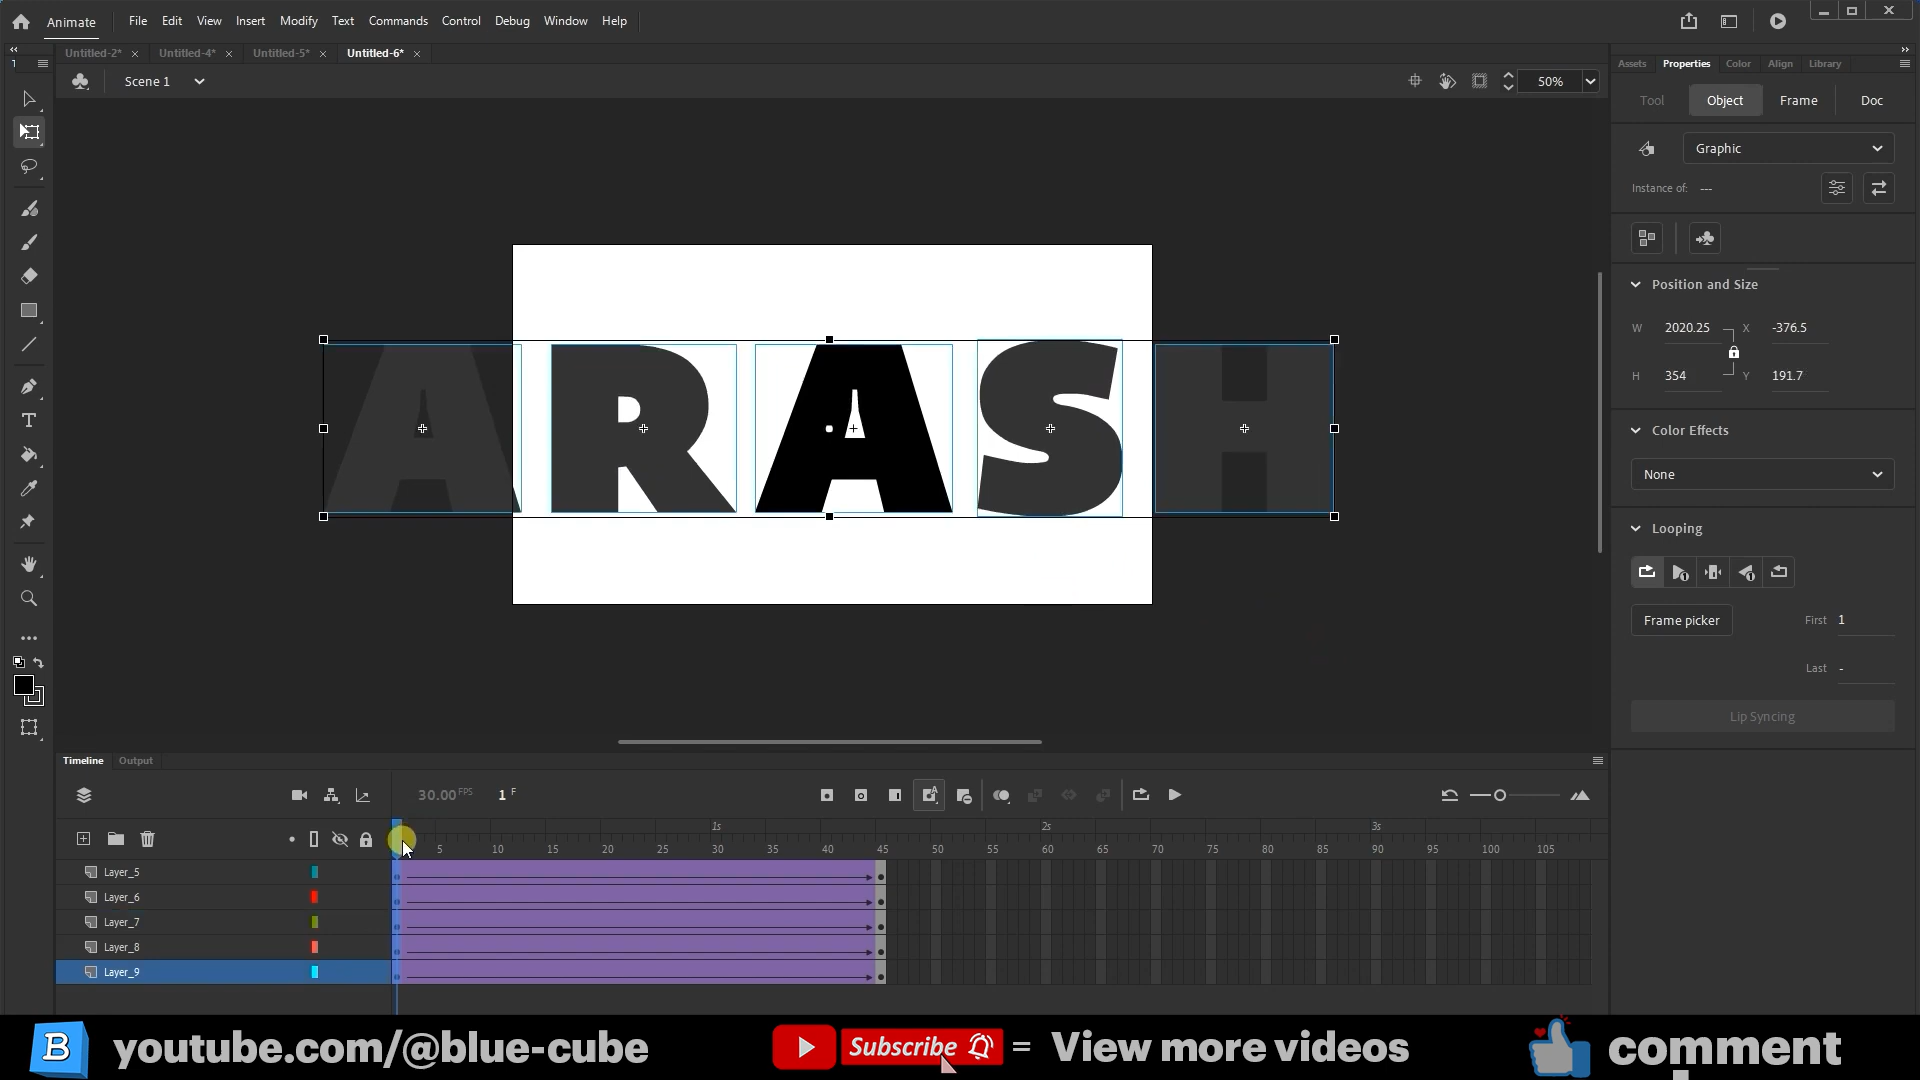 Animate
File Edit View Insert Modify Text Commands Control Debug Window Help
Untitled-2* × Untitled-4* × Untitled-5* × Untitled-6* ×
Scene 1
50%
ARASH
Assets Properties Color Align Library
Tool Object Frame Doc
Graphic
Instance of: ---
Position and Size
W 2020.25 X -376.5
H 354 Y 191.7
Color Effects
None
Looping
Frame picker First 1
Last -
Lip Syncing
Timeline Output
30.00 FPS 1 F
1s 2s 3s
5 10 15 20 25 30 35 40 45 50 55 60 65 70 75 80 85 90 95 100 105
Layer_5
Layer_6
Layer_7
Layer_8
Layer_9
B youtube.com/@blue-cube Subscribe = View more videos comment